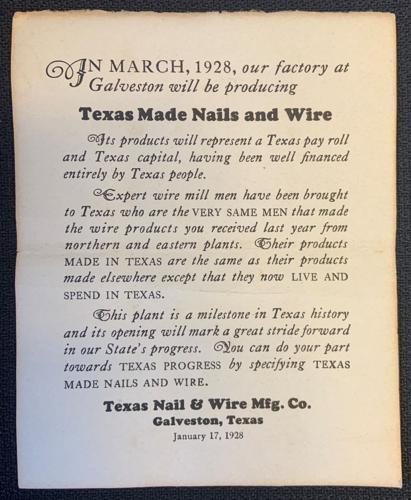 IN MARCH, 1928, our factory at
Galveston will be producing
Texas Made Nails and Wire
Its products will represent a Texas pay roll
and Texas capital, having been well financed
entirely by Texas people.
Expert wire mill men have been brought
to Texas who are the VERY SAME MEN that made
the wire products you received last year from
northern and eastern plants. Their products
MADE IN TEXAS are the same as their products
made elsewhere except that they now LIVE AND
SPEND IN TEXAS.
This plant is a milestone in Texas history
and its opening will mark a great stride forward
in our State's progress. You can do your part
towards TEXAS PROGRESS by specifying TEXAS
MADE NAILS AND WIRE.
Texas Nail & Wire Mfg. Co.
Galveston, Texas
January 17, 1928